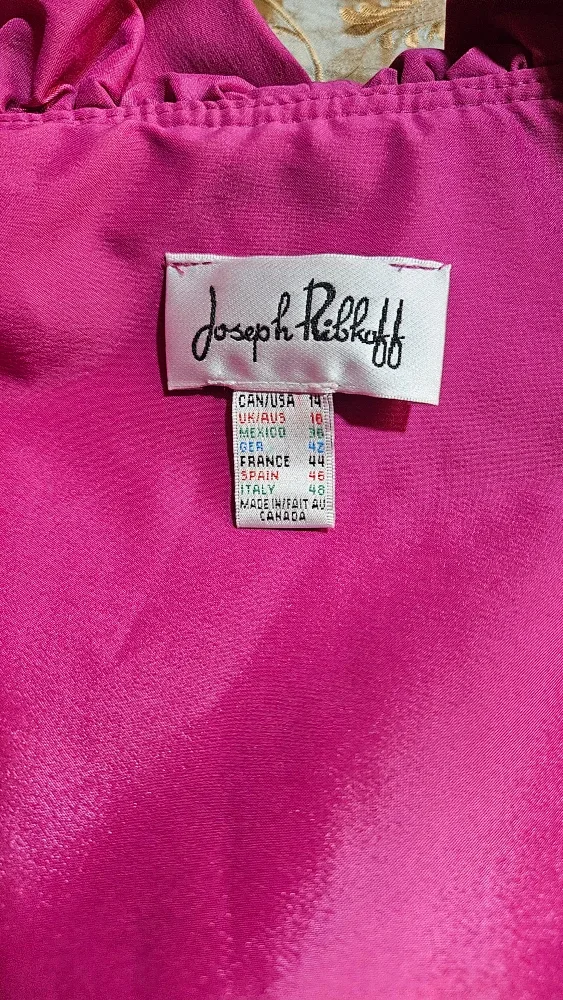 Joseph Ribkoff
CAN/USA 14
UK/AUS 16
MEXICO 36
GER 42
FRANCE 44
SPAIN 46
ITALY 48
MADE IN/FAIT AU
CANADA